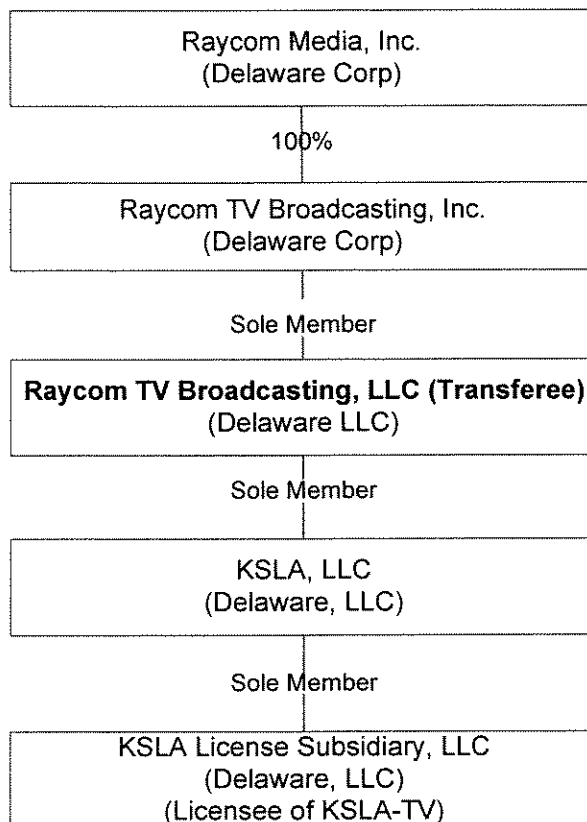 Raycom Media, Inc.
(Delaware Corp)
100%
Raycom TV Broadcasting, Inc.
(Delaware Corp)
Sole Member
Raycom TV Broadcasting, LLC (Transferee)
(Delaware LLC)
Sole Member
KSLA, LLC
(Delaware, LLC)
Sole Member
KSLA License Subsidiary, LLC
(Delaware, LLC)
(Licensee of KSLA-TV)